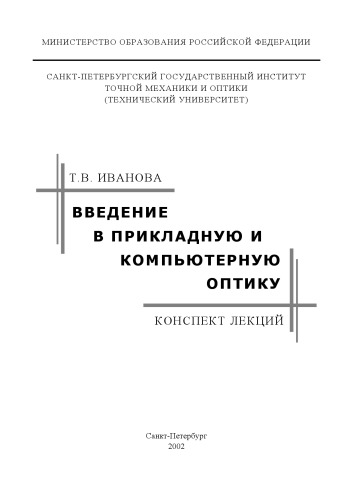 МИНИСТЕРСТВО ОБРАЗОВАНИЯ РОССИЙСКОЙ ФЕДЕРАЦИИ
САНКТ-ПЕТЕРБУРГСКИЙ ГОСУДАРСТВЕННЫЙ ИНСТИТУТ
ТОЧНОЙ МЕХАНИКИ И ОПТИКИ
(ТЕХНИЧЕСКИЙ УНИВЕРСИТЕТ)
Т.В. ИВАНОВА
ВВЕДЕНИЕ
В ПРИКЛАДНУЮ И
КОМПЬЮТЕРНУЮ
ОПТИКУ
КОНСПЕКТ ЛЕКЦИЙ
Санкт-Петербург
2002